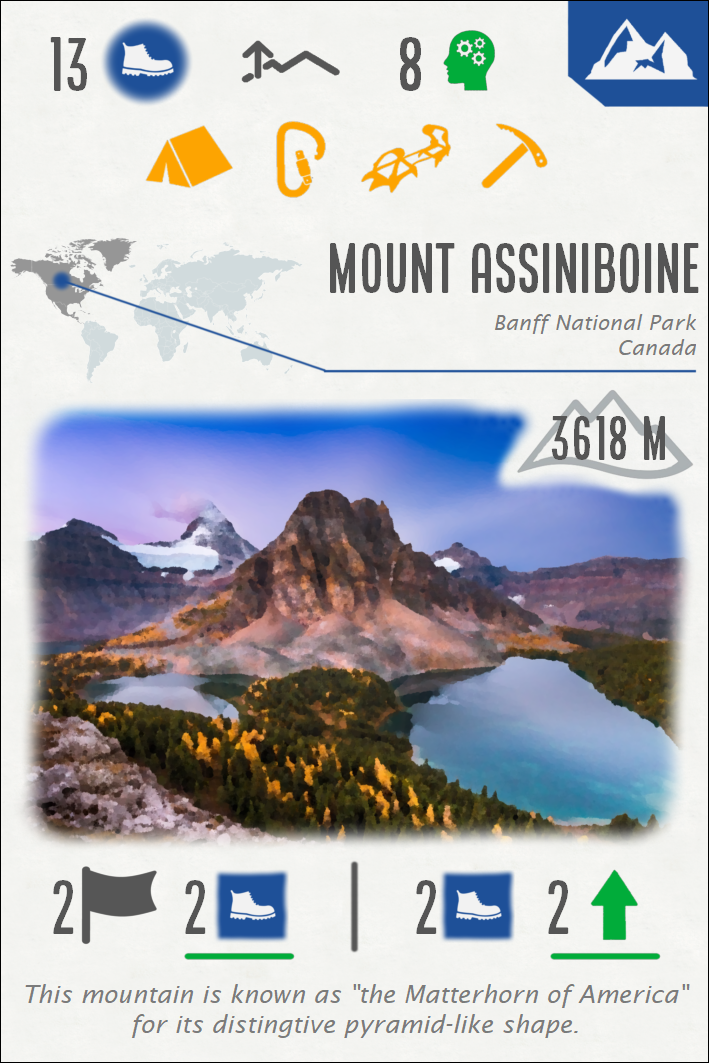 13
8
MOUNT ASSINIBOINE
Banff National Park
Canada
3618 M
2 2 2 2
This mountain is known as "the Matterhorn of America"
for its distingtive pyramid-like shape.